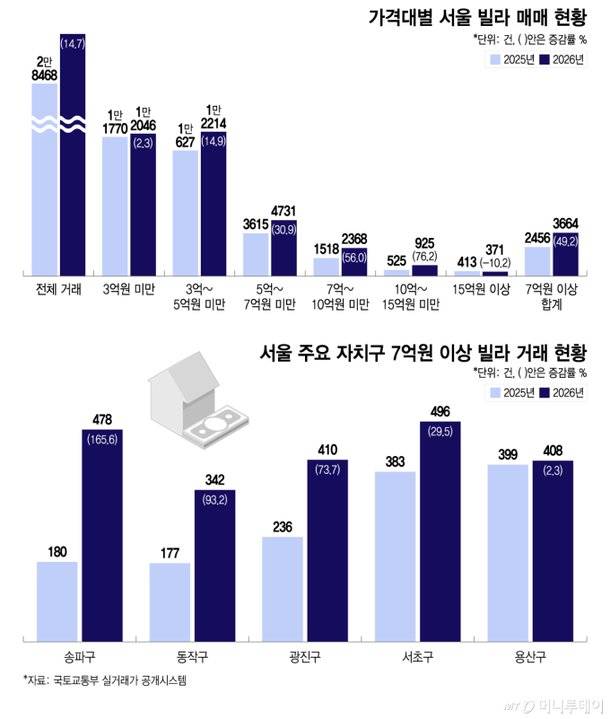 가격대별 서울 빌라 매매 현황
*단위: 건, ( )안은 증감률 %
2025년 2026년
2만
8468
(14.7)
1만
1770
1만
2046
(2.3)
1만
627
1만
2214
(14.9)
3615
4731
(30.9)
1518
2368
(56.0)
525
925
(76.2)
413
371
(−10.2)
2456
3664
(49.2)
전체 거래
3억원 미만
3억~
5억원 미만
5억~
7억원 미만
7억~
10억원 미만
10억~
15억원 미만
15억원 이상
7억원 이상
합계
서울 주요 자치구 7억원 이상 빌라 거래 현황
*단위: 건, ( )안은 증감률 %
2025년 2026년
180
478
(165.6)
177
342
(93.2)
236
410
(73.7)
383
496
(29.5)
399
408
(2.3)
송파구
동작구
광진구
서초구
용산구
*자료: 국토교통부 실거래가 공개시스템
머니투데이